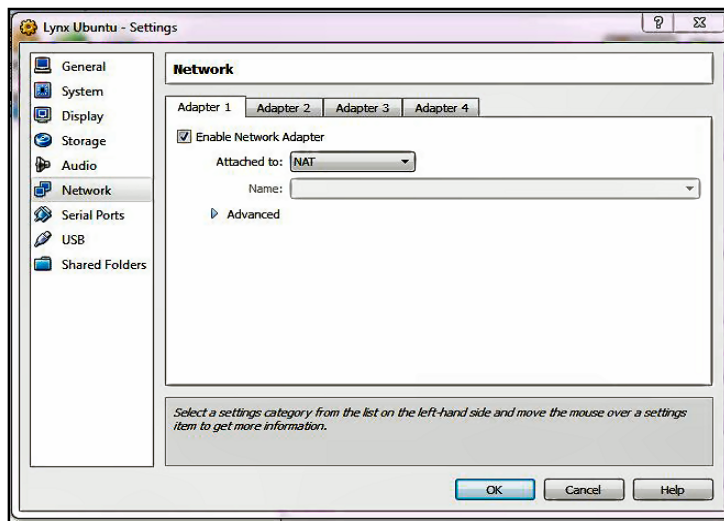 Lynx Ubuntu - Settings
General
System
Display
Storage
Audio
Network
Serial Ports
USB
Shared Folders
Network
Adapter 1 Adapter 2 Adapter 3 Adapter 4
Enable Network Adapter
Attached to: NAT
Name:
Advanced
Select a settings category from the list on the left-hand side and move the mouse over a settings
item to get more information.
OK Cancel Help